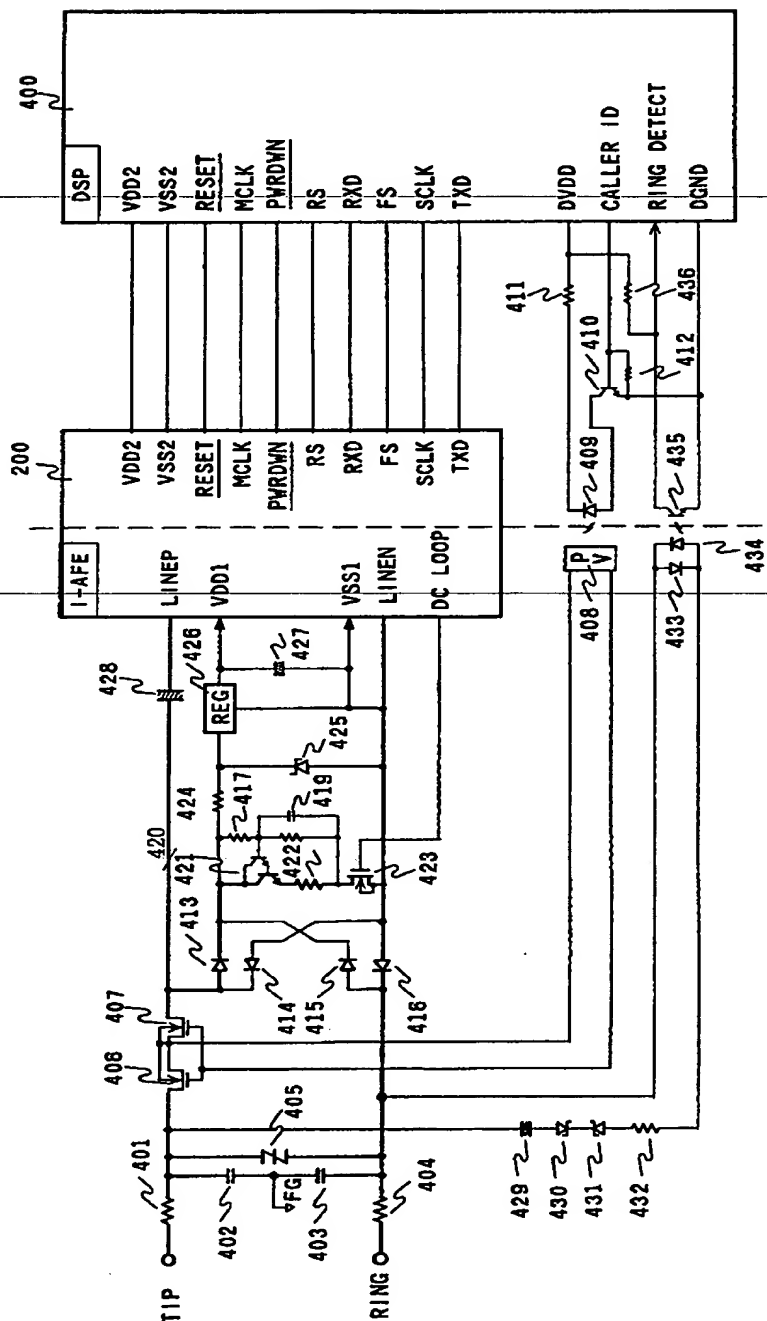 400
DSP
VDD2
VSS2
RESET
MCLK
PWRDWN
RS
RXD
FS
SCLK
TXD
DVDD
CALLER ID
RING DETECT
DGND
411
410
436
412
200
I-AFE
VDD2
VSS2
RESET
MCLK
PWRDWN
RS
RXD
FS
SCLK
TXD
LINEP
VDD1
VSS1
LINEN
DC LOOP
409
435
P V
408
433
434
428
426
REG
427
425
424
417
419
420
421
422
423
413
414
415
416
407
408
405
401
402
FG
403
404
429
430
431
432
TIP
RING